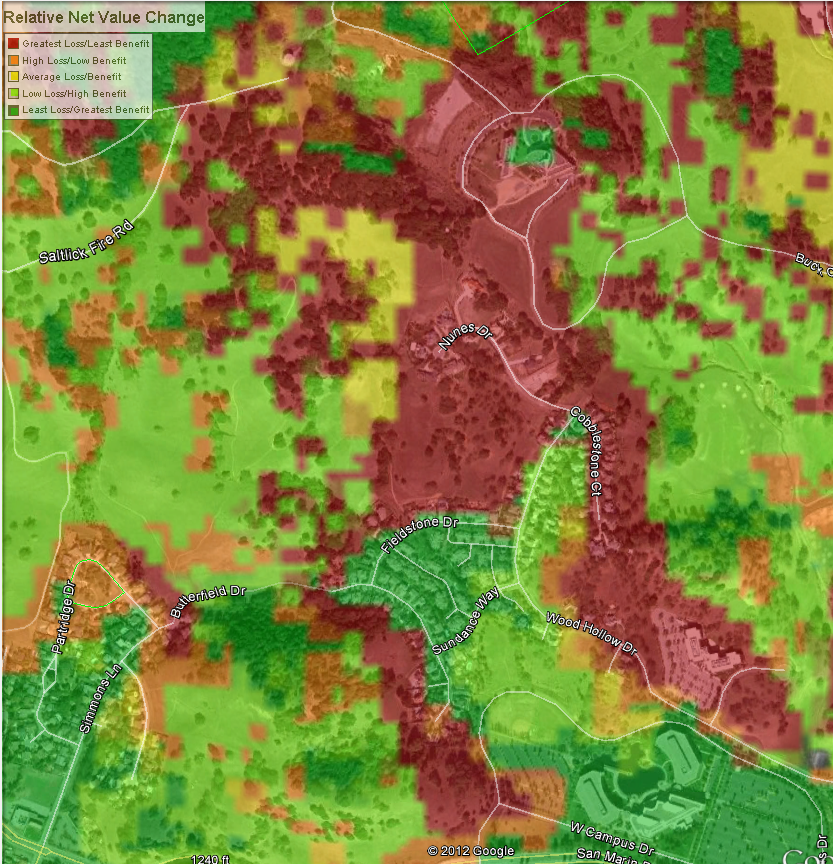 Relative Net Value Change
Greatest Loss/Least Benefit
High Loss/Low Benefit
Average Loss/Benefit
Low Loss/High Benefit
Least Loss/Greatest Benefit
Saltlick Fire Rd
Buck
Nunes Dr
Cobblestone Ct
Fieldstone Dr
Butterfield Dr
Partridge Dr
Sundance Way
Wood Hollow Dr
Simmons Ln
W Campus Dr
San Marin
Dr
1240 ft
© 2012 Google